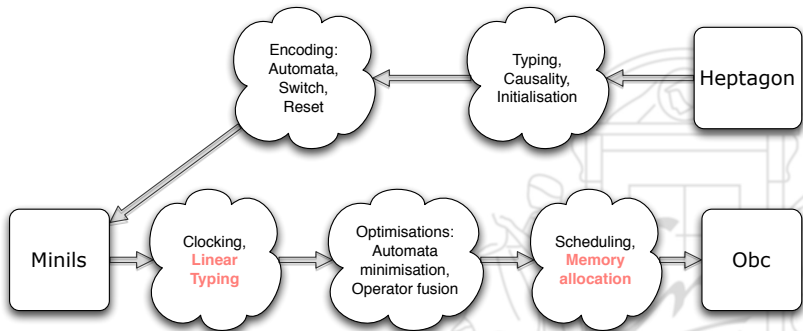 Heptagon
Typing,
Causality,
Initialisation
Encoding:
Automata,
Switch,
Reset
Minils
Clocking,
Linear
Typing
Optimisations:
Automata
minimisation,
Operator fusion
Scheduling,
Memory
allocation
Obc